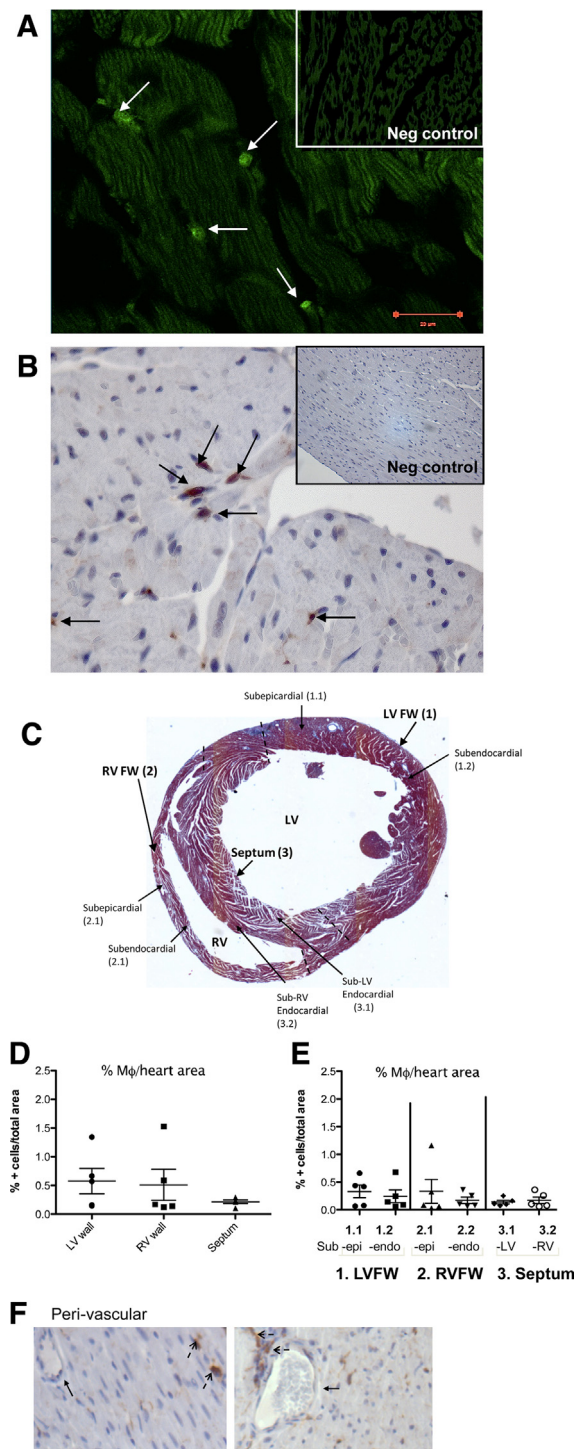 A
Neg control
20 µm
B
Neg control
C
Subepicardial (1.1)
LV FW (1)
Subendocardial
(1.2)
RV FW (2)
LV
Septum (3)
Subepicardial
(2.1)
Subendocardial
(2.1)
RV
Sub-LV
Endocardial
(3.1)
Sub-RV
Endocardial
(3.2)
D
% Mϕ/heart area
% + cells/total area
2.5
2.0
1.5
1.0
0.5
0.0
LV wall
RV wall
Septum
E
% Mϕ/heart area
% + cells/total area
2.5
2.0
1.5
1.0
0.5
0.0
1.1 1.2 2.1 2.2 3.1 3.2
Sub -epi -endo -epi -endo -LV -RV
1. LVFW 2. RVFW 3. Septum
F
Peri-vascular